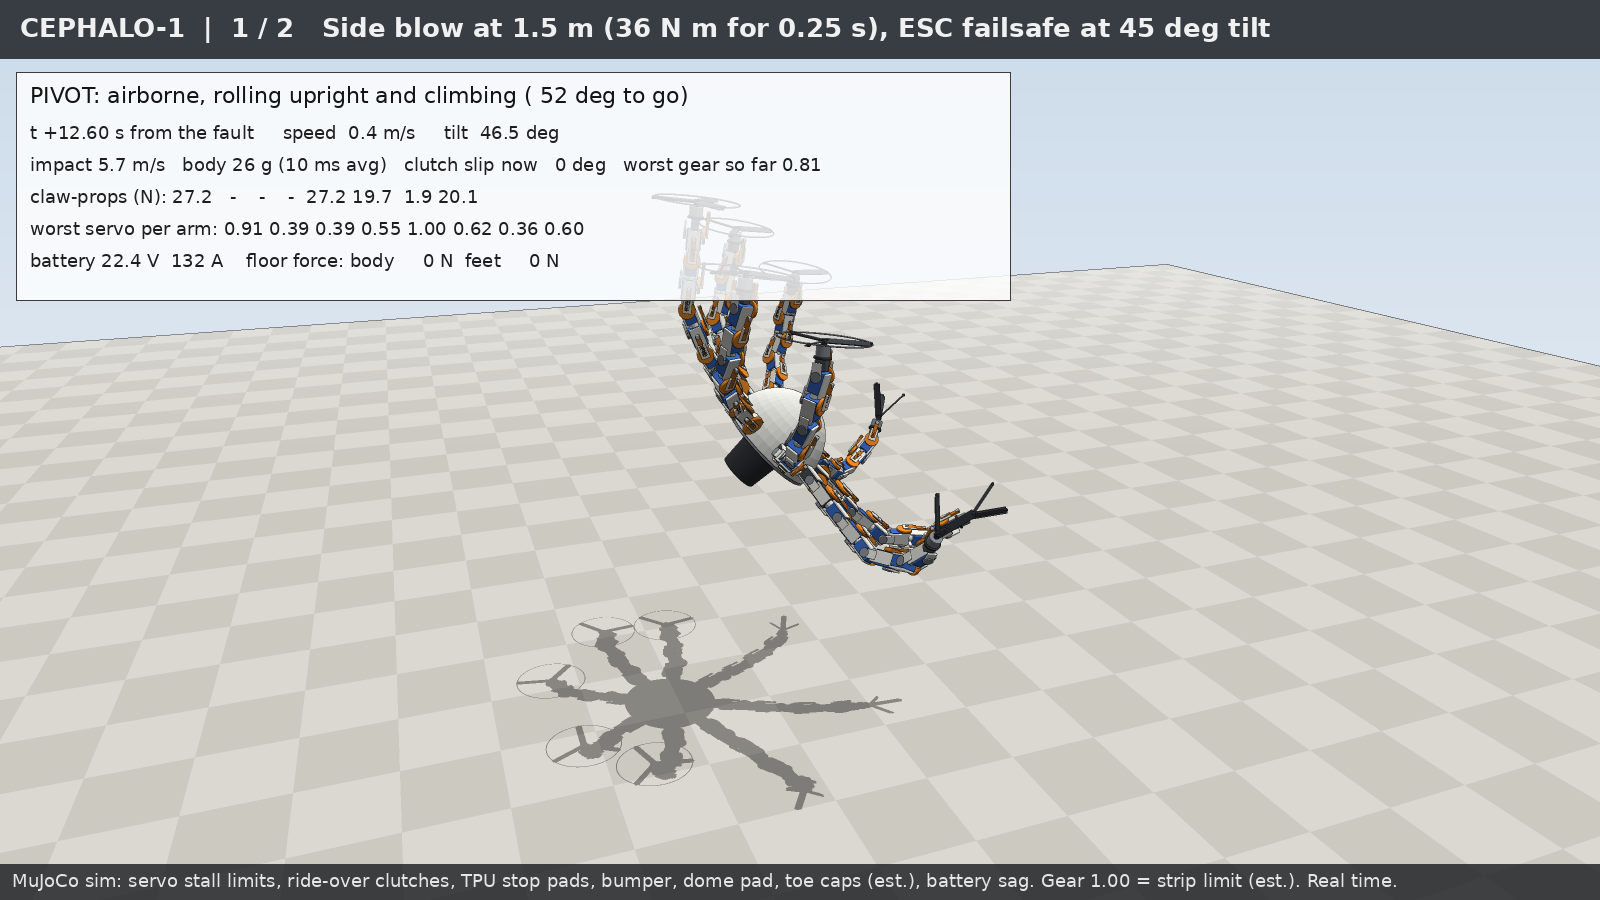 CEPHALO-1 | 1 / 2 Side blow at 1.5 m (36 N m for 0.25 s), ESC failsafe at 45 deg tilt
PIVOT: airborne, rolling upright and climbing ( 52 deg to go)
t +12.60 s from the fault speed 0.4 m/s tilt 46.5 deg
impact 5.7 m/s body 26 g (10 ms avg) clutch slip now 0 deg worst gear so far 0.81
claw-props (N): 27.2 - - - 27.2 19.7 1.9 20.1
worst servo per arm: 0.91 0.39 0.39 0.55 1.00 0.62 0.36 0.60
battery 22.4 V 132 A floor force: body 0 N feet 0 N
MuJoCo sim: servo stall limits, ride-over clutches, TPU stop pads, bumper, dome pad, toe caps (est.), battery sag. Gear 1.00 = strip limit (est.). Real time.